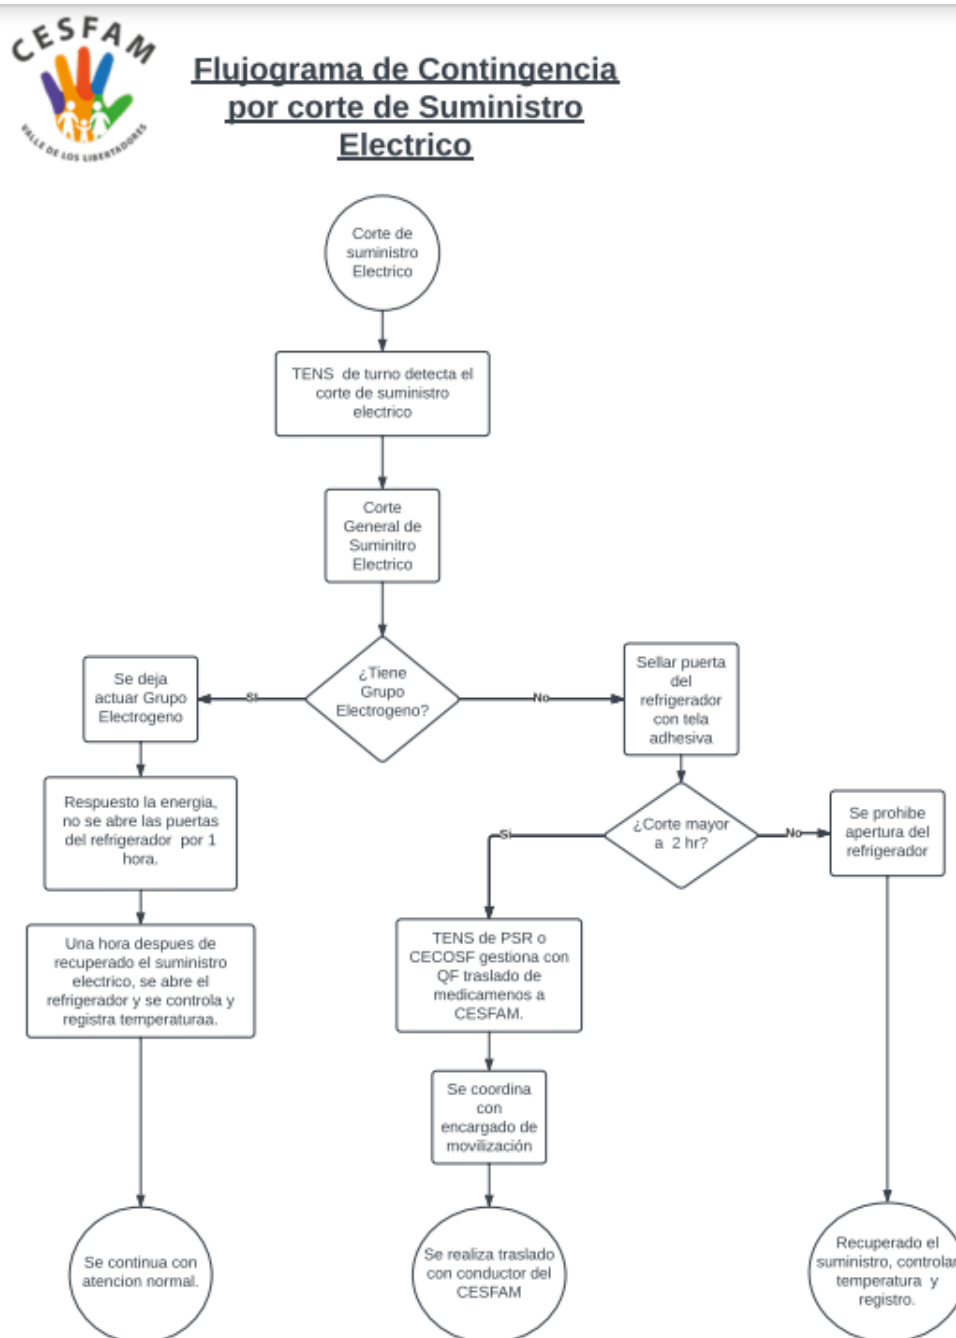 CESFAM
VALLE DE LOS LIBERTADORES
Flujograma de Contingencia
por corte de Suministro
Electrico
Corte de
suministro
Electrico
TENS de turno detecta el
corte de suministro
electrico
Corte
General de
Suminitro
Electrico
¿Tiene
Grupo
Electrogeno?
SI
No
Se deja
actuar Grupo
Electrogeno
Sellar puerta
del
refrigerador
con tela
adhesiva
Respuesto la energia,
no se abre las puertas
del refrigerador por 1
hora.
¿Corte mayor
a 2 hr?
Si
No
Se prohibe
apertura del
refrigerador
Una hora despues de
recuperado el suministro
electrico, se abre el
refrigerador y se controla y
registra temperaturaa.
TENS de PSR o
CECOSF gestiona con
QF traslado de
medicamenos a
CESFAM.
Se coordina
con
encargado de
movilización
Se continua con
atencion normal.
Se realiza traslado
con conductor del
CESFAM
Recuperado el
suministro, controlar
temperatura y
registro.